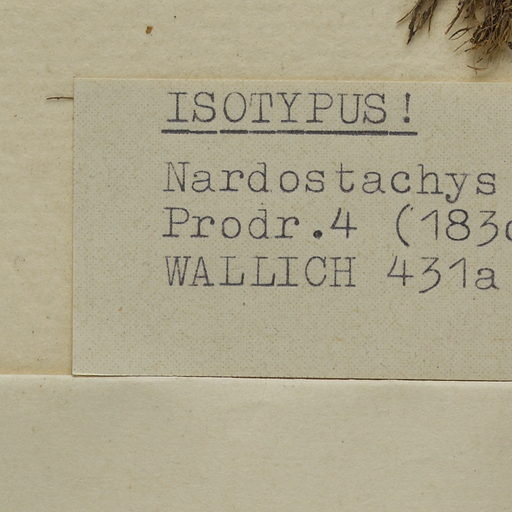 ISOTYPUS!
Nardostachys
Prodr.4 (183
WALLICH 431a